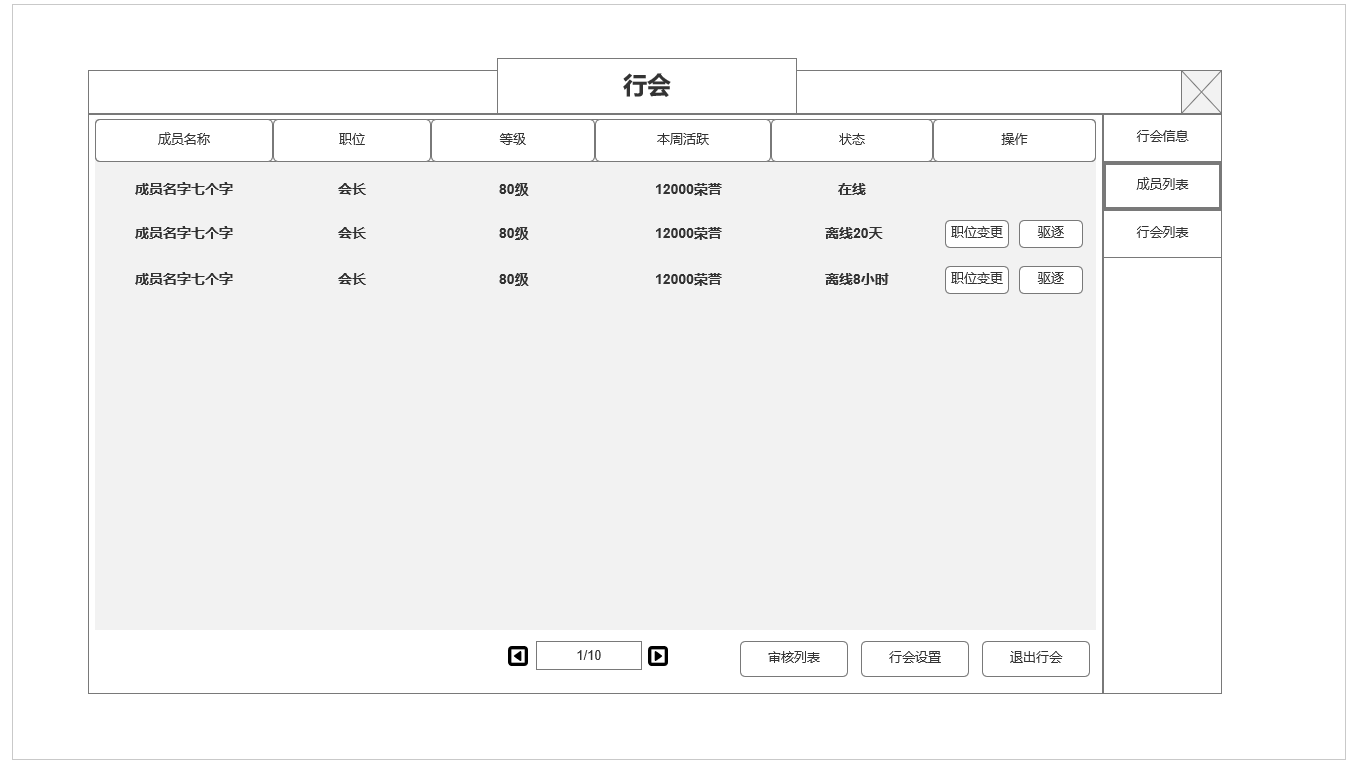 行会
成员名称 职位 等级 本周活跃 状态 操作 行会信息
成员名字七个字 会长 80级 12000荣誉 在线 成员列表
成员名字七个字 会长 80级 12000荣誉 离线20天 职位变更 驱逐 行会列表
成员名字七个字 会长 80级 12000荣誉 离线8小时 职位变更 驱逐
1/10 审核列表 行会设置 退出行会